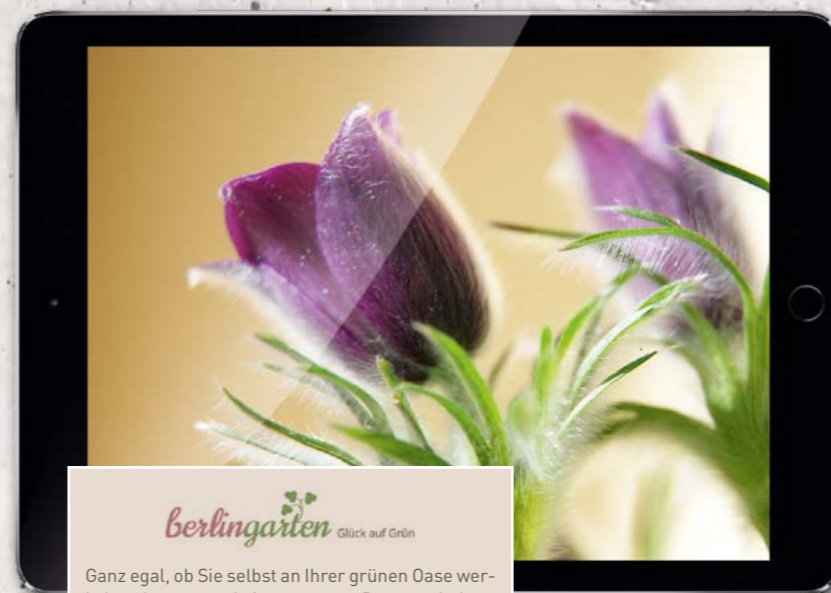 berlingarten Glück auf Grün
Ganz egal, ob Sie selbst an Ihrer grünen Oase wer-